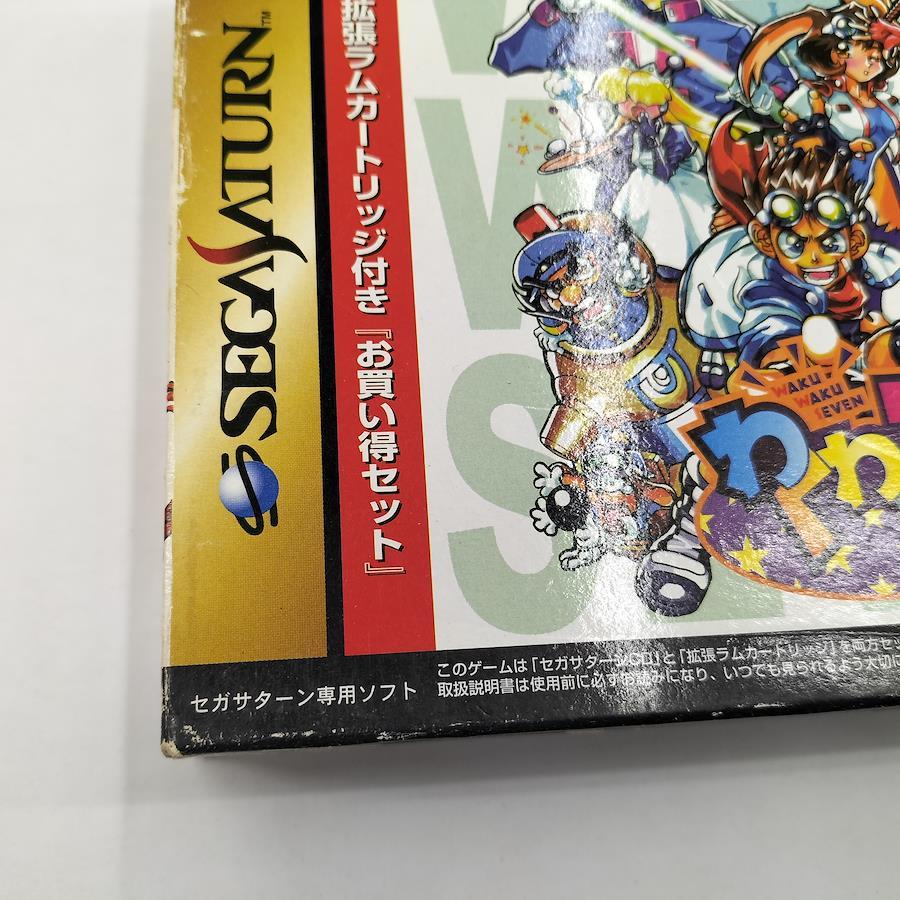 SEGA SATURN™
拡張ラムカートリッジ付き『お買い得セット』
WAKU
WAKU
SEVEN
わくわ
セガサターン専用ソフト
このゲームは「セガサターンCD」と「拡張ラムカートリッジ」を両方セ
取扱説明書は使用前に必ずお読みになり、いつでも見られるよう大切に